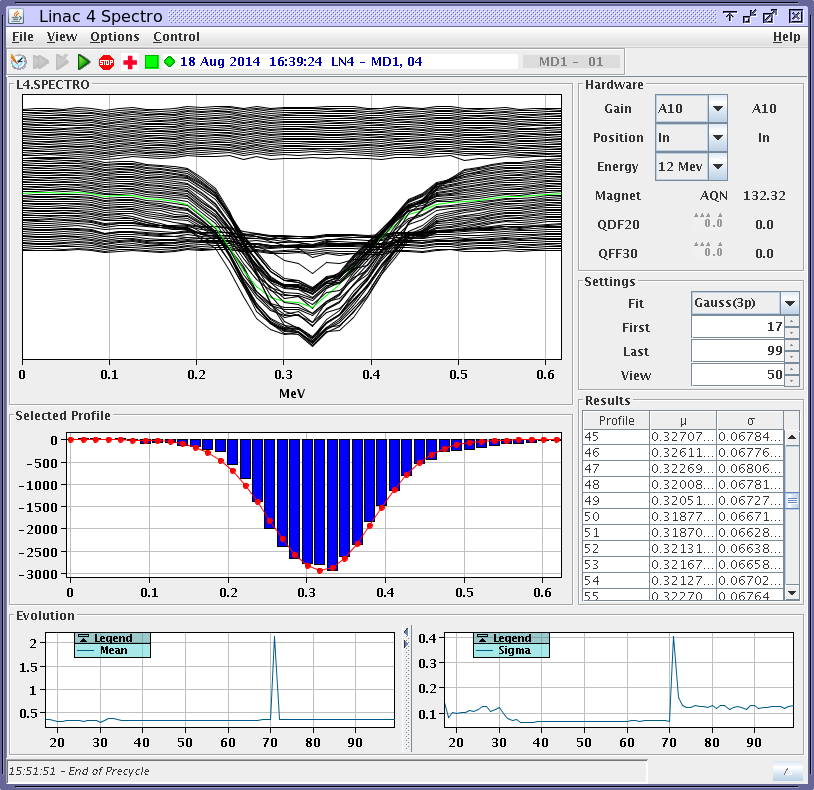 Linac 4 Spectro
File View Options Control Help
STOP 18 Aug 2014 16:39:24 LN4 - MD1, 04 MD1 - 01
L4.SPECTRO
0 0.1 0.2 0.3 0.4 0.5 0.6
MeV
Hardware
Gain A10 A10
Position In In
Energy 12 Mev
Magnet AQN 132.32
QDF20 0.0 0.0
QFF30 0.0 0.0
Settings
Fit Gauss(3p)
First 17
Last 99
View 50
Selected Profile
0
-500
-1000
-1500
-2000
-2500
-3000
0 0.1 0.2 0.3 0.4 0.5 0.6
Results
Profile μ σ
45 0.32707... 0.06784...
46 0.32611... 0.06776...
47 0.32269... 0.06806...
48 0.32008... 0.06781...
49 0.32051... 0.06727...
50 0.31877... 0.06671...
51 0.31870... 0.06628...
52 0.32131... 0.06638...
53 0.32167... 0.06658...
54 0.32127... 0.06702...
55 0.32270 0.06764
Evolution
Legend
Mean
2
1.5
1
0.5
20 30 40 50 60 70 80 90
Legend
Sigma
0.4
0.3
0.2
0.1
20 30 40 50 60 70 80 90
15:51:51 - End of Precycle